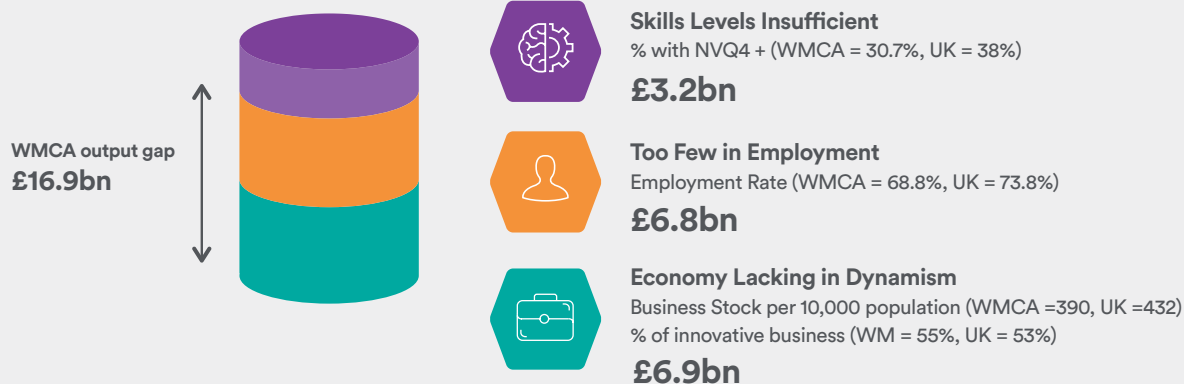 WMCA output gap
£16.9bn
Skills Levels Insufficient
% with NVQ4 + (WMCA = 30.7%, UK = 38%)
£3.2bn
Too Few in Employment
Employment Rate (WMCA = 68.8%, UK = 73.8%)
£6.8bn
Economy Lacking in Dynamism
Business Stock per 10,000 population (WMCA =390, UK =432)
% of innovative business (WM = 55%, UK = 53%)
£6.9bn